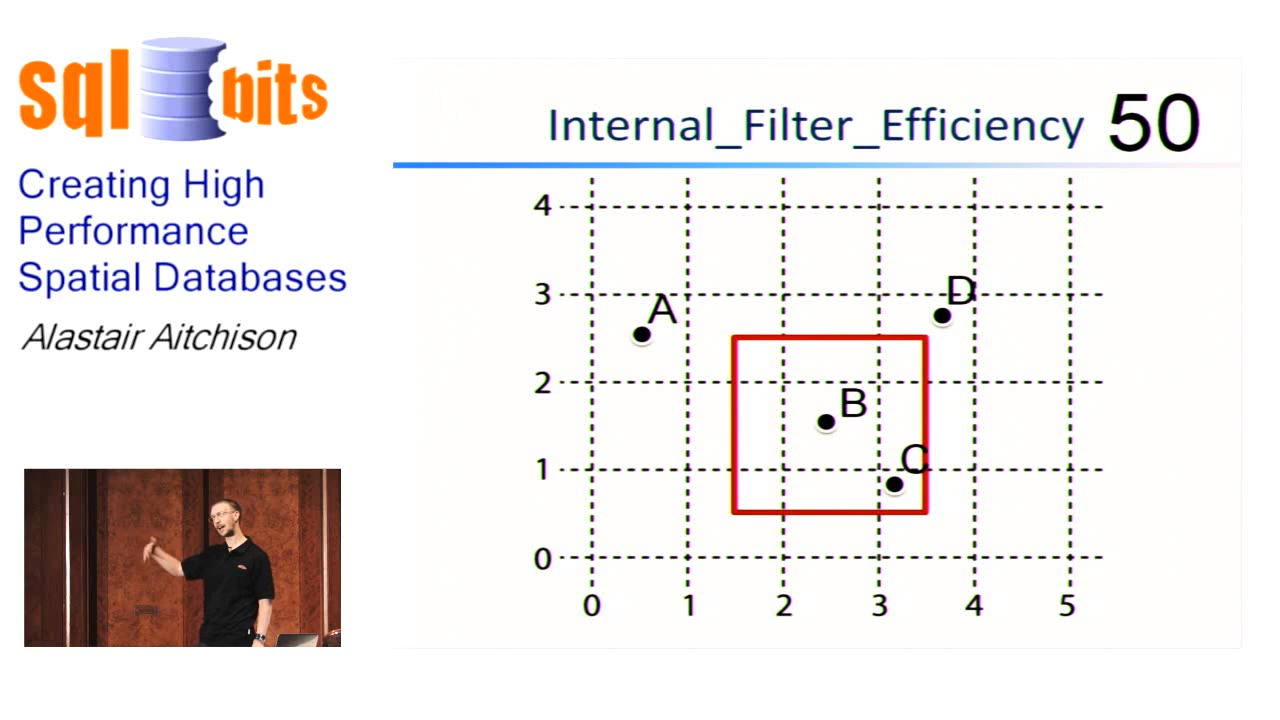 sql bits
Creating High
Performance
Spatial Databases
Alastair Aitchison
Internal_Filter_Efficiency 50
4
3
2
1
0
A
D
B
C
0 1 2 3 4 5